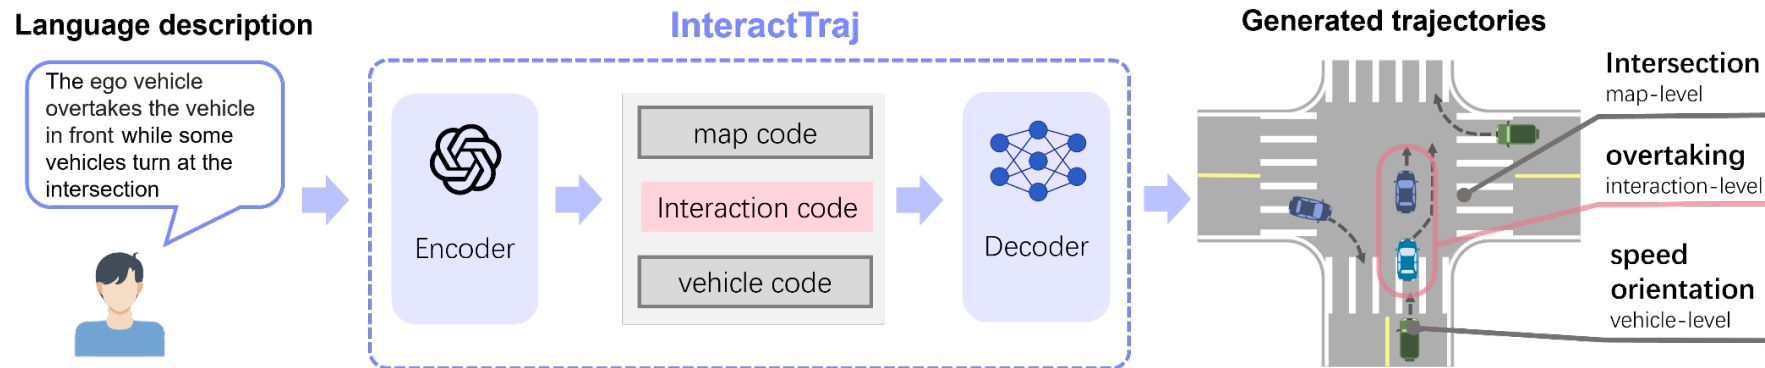 Language description
The ego vehicle
overtakes the vehicle
in front while some
vehicles turn at the
intersection
InteractTraj
Encoder
map code
Interaction code
vehicle code
Decoder
Generated trajectories
Intersection
map-level
overtaking
interaction-level
speed
orientation
vehicle-level